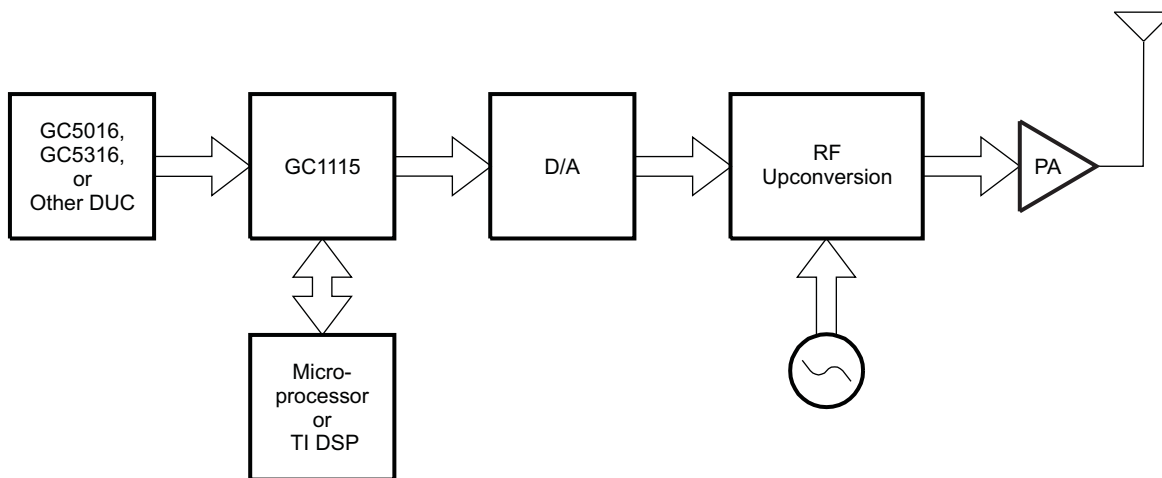 GC5016,
GC5316,
or
Other DUC
GC1115
D/A
RF
Upconversion
PA
Micro-
processor
or
TI DSP